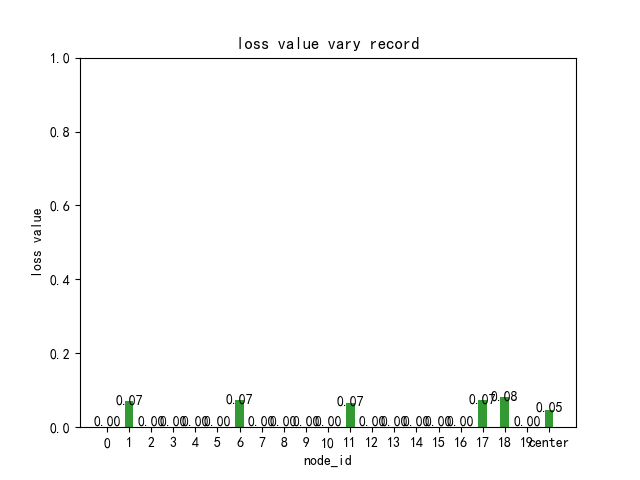 loss value vary record
1.0
0.8
0.6
0.4
0.2
0.0
loss value
0.00 0.07 0.00 0.00 0.00 0.00 0.07 0.00 0.00 0.00 0.00 0.07 0.00 0.00 0.00 0.00 0.00 0.07 0.08 0.00 0.05
0 1 2 3 4 5 6 7 8 9 10 11 12 13 14 15 16 17 18 19 center
node_id